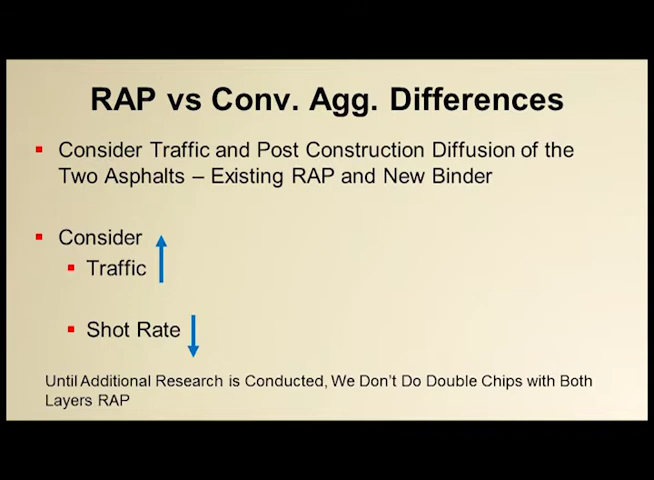 RAP vs Conv. Agg. Differences
Consider Traffic and Post Construction Diffusion of the
Two Asphalts – Existing RAP and New Binder
Consider
Traffic
Shot Rate
Until Additional Research is Conducted, We Don't Do Double Chips with Both
Layers RAP